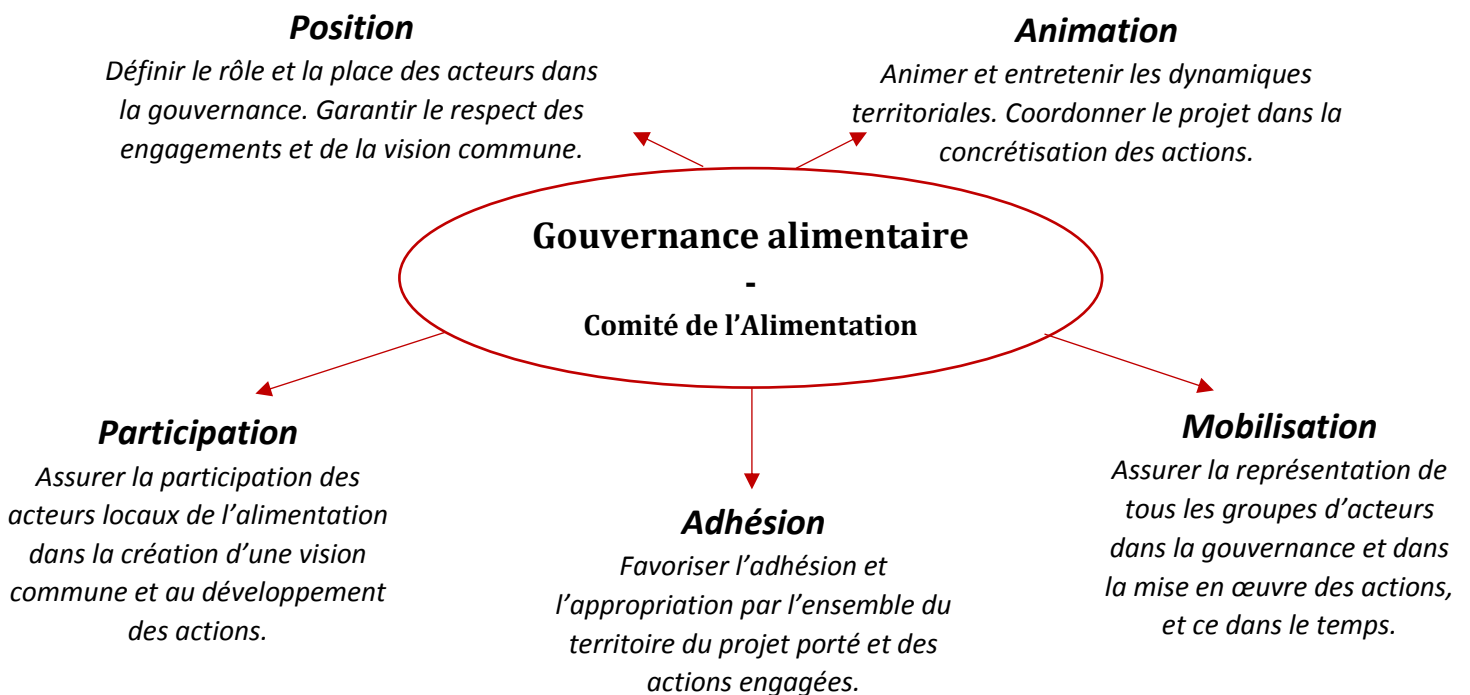 Position
Définir le rôle et la place des acteurs dans
la gouvernance. Garantir le respect des
engagements et de la vision commune.
Animation
Animer et entretenir les dynamiques
territoriales. Coordonner le projet dans la
concrétisation des actions.
Gouvernance alimentaire
-
Comité de l’Alimentation
Participation
Assurer la participation des
acteurs locaux de l’alimentation
dans la création d’une vision
commune et au développement
des actions.
Adhésion
Favoriser l’adhésion et
l’appropriation par l’ensemble du
territoire du projet porté et des
actions engagées.
Mobilisation
Assurer la représentation de
tous les groupes d’acteurs
dans la gouvernance et dans
la mise en œuvre des actions,
et ce dans le temps.